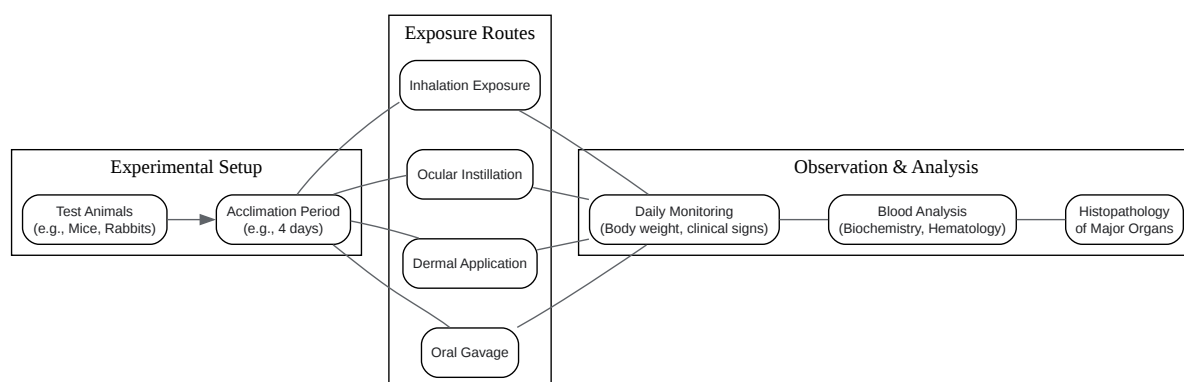 Experimental Setup
Test Animals
(e.g., Mice, Rabbits)
Acclimation Period
(e.g., 4 days)
Exposure Routes
Inhalation Exposure
Ocular Instillation
Dermal Application
Oral Gavage
Observation & Analysis
Daily Monitoring
(Body weight, clinical signs)
Blood Analysis
(Biochemistry, Hematology)
Histopathology
of Major Organs